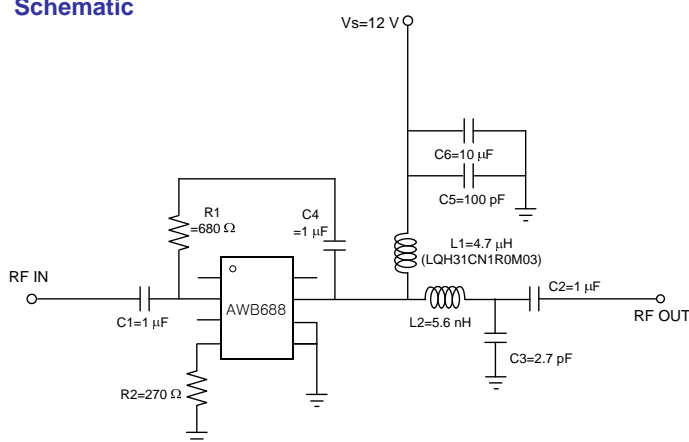 Schematic
Vs=12 V
C6=10 μF
C5=100 pF
R1
=680 Ω
C4
=1 μF
L1=4.7 μH
(LQH31CN1R0M03)
RF IN
AWB688
C2=1 μF
C1=1 μF
L2=5.6 nH
RF OUT
C3=2.7 pF
R2=270 Ω